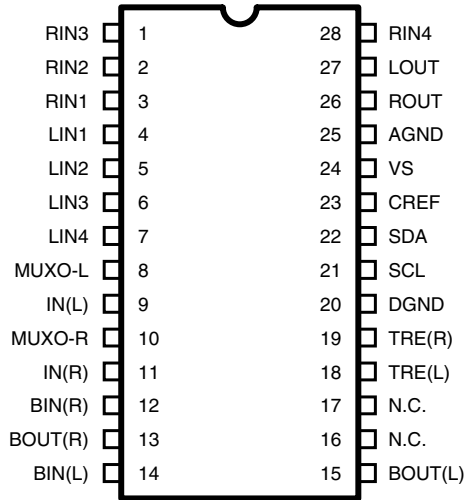 RIN3 1 28 RIN4
RIN2 2 27 LOUT
RIN1 3 26 ROUT
LIN1 4 25 AGND
LIN2 5 24 VS
LIN3 6 23 CREF
LIN4 7 22 SDA
MUXO-L 8 21 SCL
IN(L) 9 20 DGND
MUXO-R 10 19 TRE(R)
IN(R) 11 18 TRE(L)
BIN(R) 12 17 N.C.
BOUT(R) 13 16 N.C.
BIN(L) 14 15 BOUT(L)